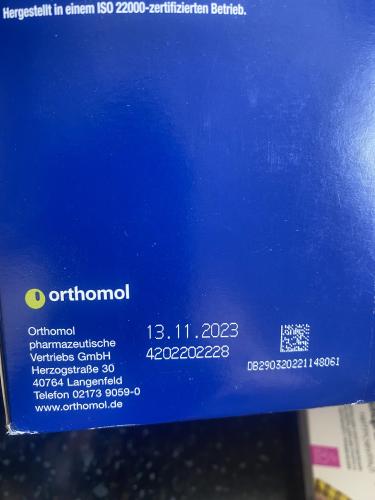 Hergestellt in einem ISO 22000-zertifizierten Betrieb.
orthomol
Orthomol
pharmazeutische
Vertriebs GmbH
Herzogstraße 30
40764 Langenfeld
Telefon 02173 9059-0
www.orthomol.de
13.11.2023
4202202228
DB290320221148061